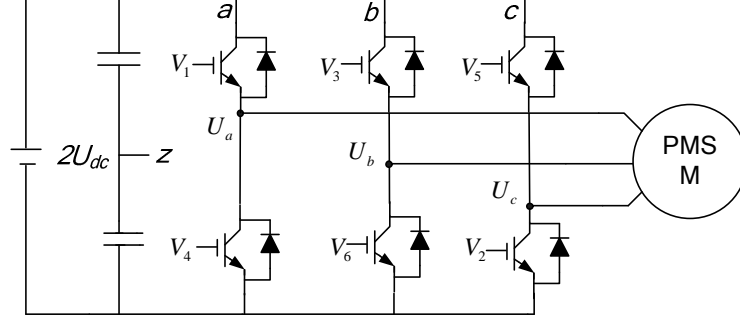 a b c
V1 V3 V5
Ua
2Udc z Ub PMS
M
Uc
V4 V6 V2